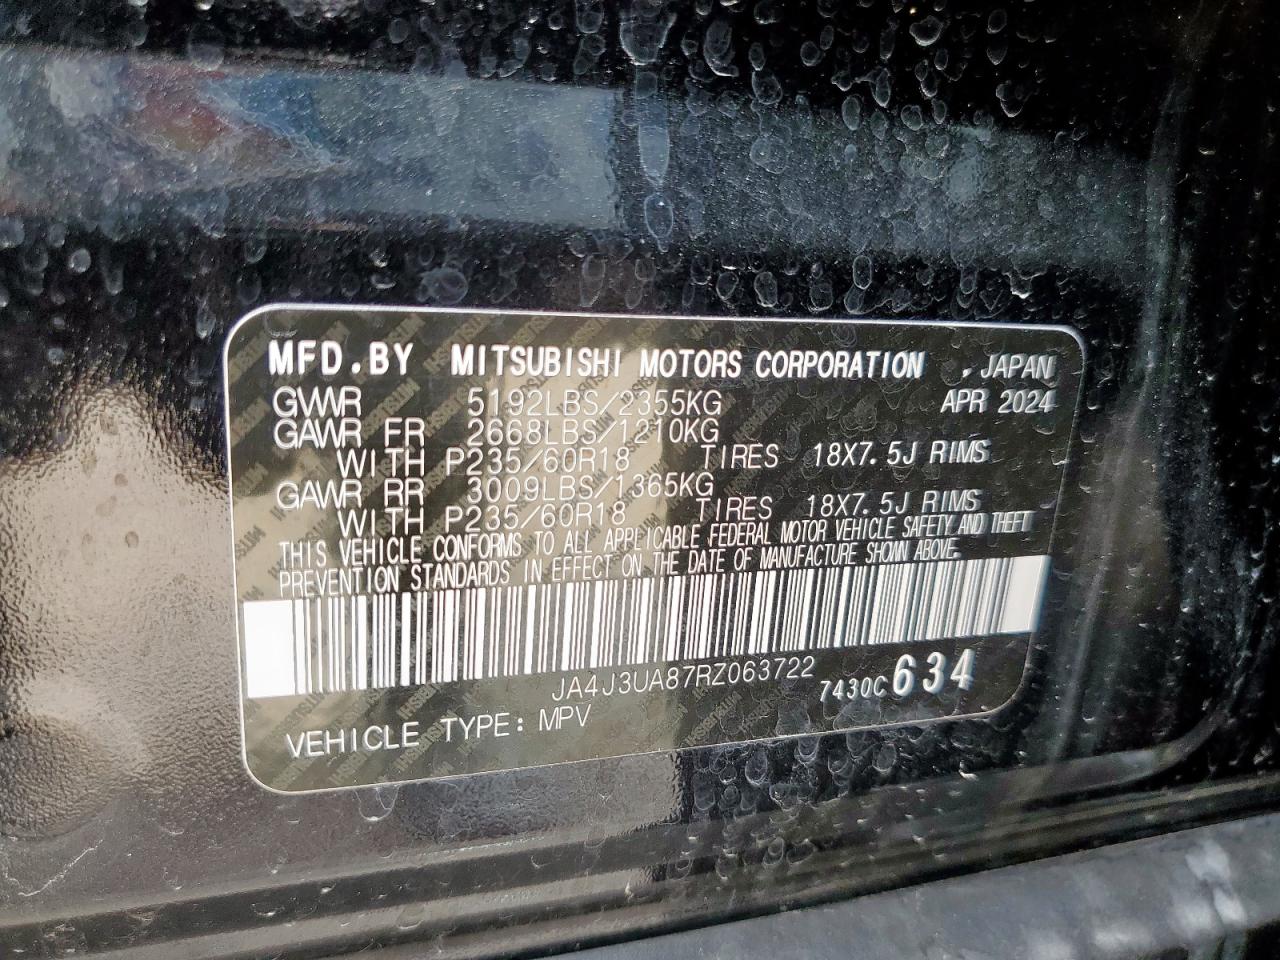 MFD.BY MITSUBISHI MOTORS CORPORATION , JAPAN
GVWR 5192LBS/2355KG APR 2024
GAWR FR 2668LBS/1210KG
WITH P235/60R18 TIRES 18X7.5J RIMS
GAWR RR 3009LBS/1365KG
WITH P235/60R18 TIRES 18X7.5J RIMS
THIS VEHICLE CONFORMS TO ALL APPLICABLE FEDERAL MOTOR VEHICLE SAFETY AND THEFT
PREVENTION STANDARDS IN EFFECT ON THE DATE OF MANUFACTURE SHOWN ABOVE.
JA4J3UA87RZ063722 7430C 634
VEHICLE TYPE: MPV